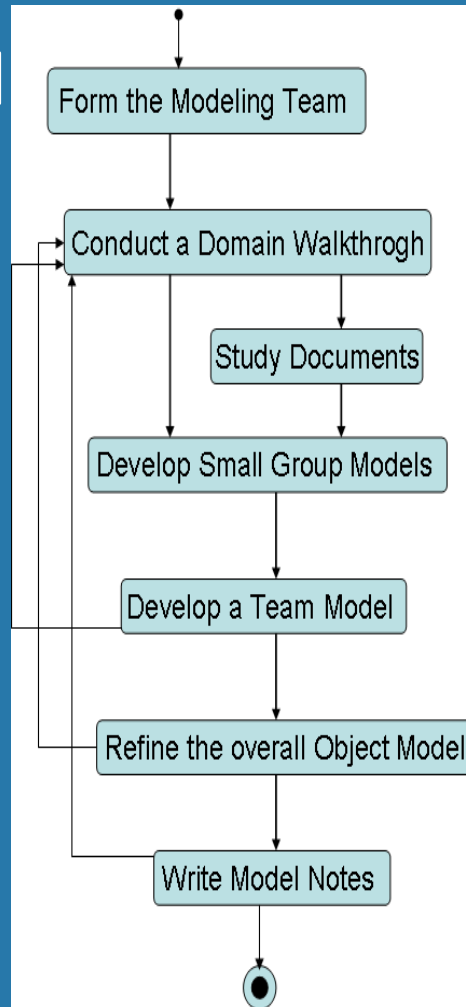 Form the Modeling Team
Conduct a Domain Walkthrogh
Study Documents
Develop Small Group Models
Develop a Team Model
Refine the overall Object Model
Write Model Notes